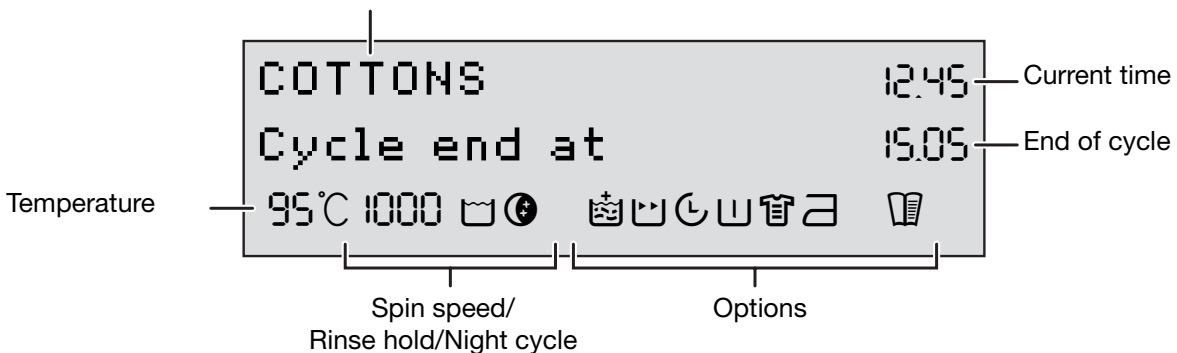 COTTONS 12.45 Current time
Cycle end at 15.05 End of cycle
Temperature 95°C 1000
Spin speed/ Options
Rinse hold/Night cycle